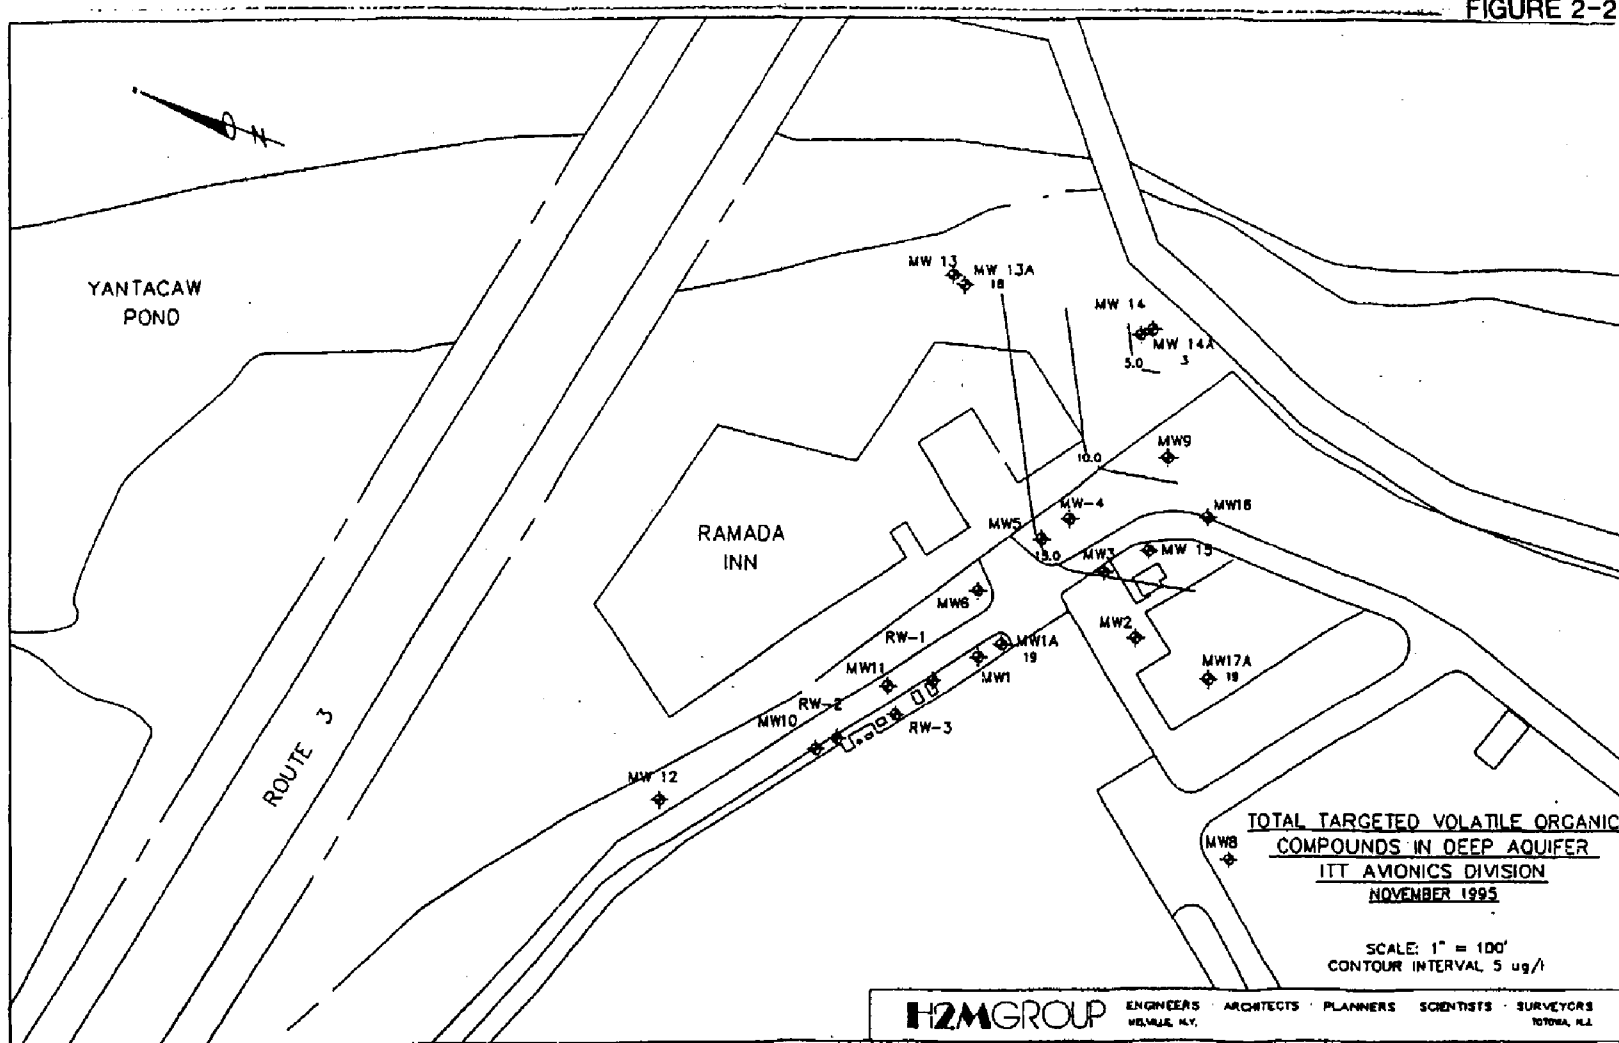 FIGURE 2-2
N
YANTACAW
POND
MW 13
MW 13A
18
MW 14
MW 14A
3
5.0
MW9
10.0
MW-4
MW16
MW5
RAMADA
INN
15.0
MW3
MW 15
MW6
RW-1
MW2
MW1A
19
MW11
MW1
MW17A
19
RW-2
MW10
RW-3
ROUTE 3
MW 12
MW8
TOTAL TARGETED VOLATILE ORGANIC
COMPOUNDS IN DEEP AQUIFER
ITT AVIONICS DIVISION
NOVEMBER 1995
SCALE: 1" = 100'
CONTOUR INTERVAL 5 ug/l
H2MGROUP
ENGINEERS · ARCHITECTS · PLANNERS SCIENTISTS · SURVEYORS
MELVILLE, N.Y. TOTOWA, N.J.